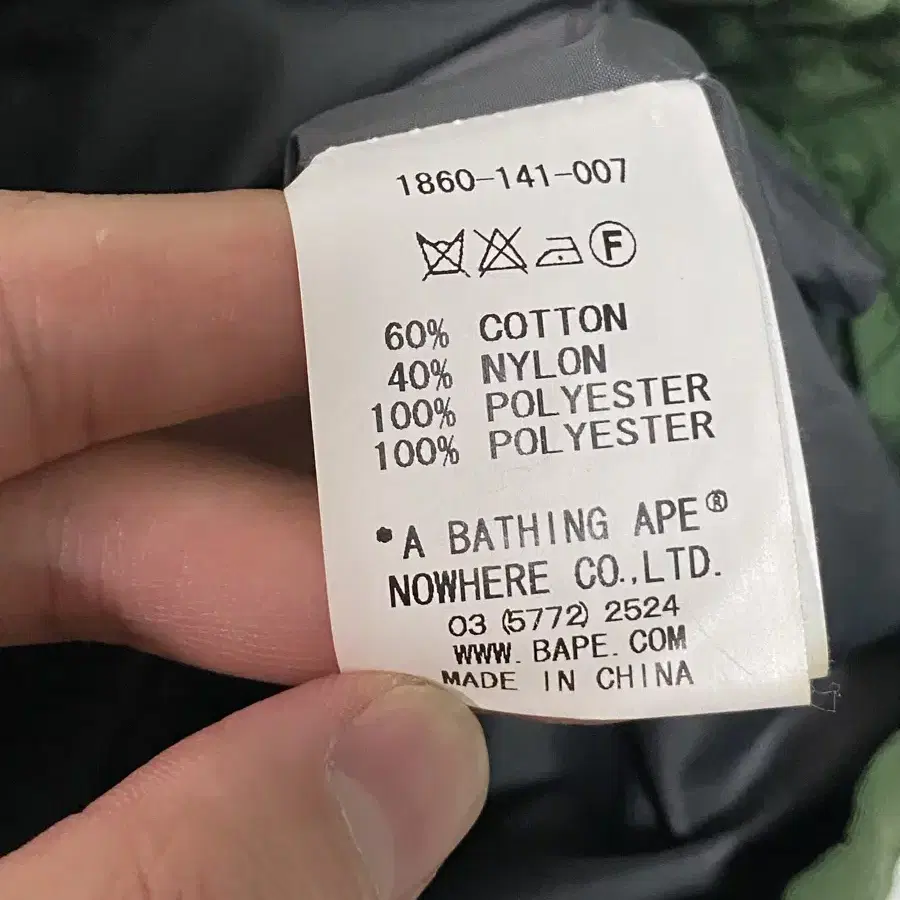 1860-141-007
F
60% COTTON
40% NYLON
100% POLYESTER
100% POLYESTER
*A BATHING APE®
NOWHERE CO.,LTD.
03 (5772) 2524
WWW. BAPE. COM
MADE IN CHINA